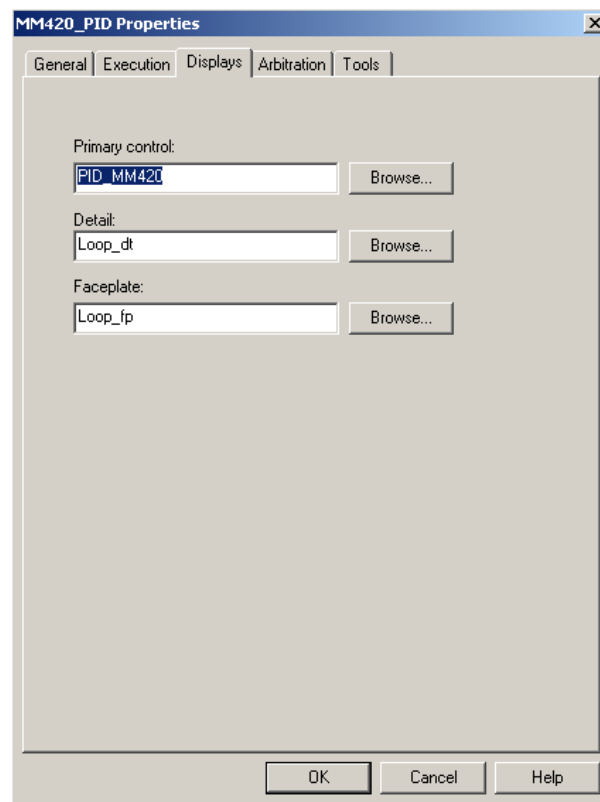 MM420_PID Properties
General Execution Displays Arbitration Tools
Primary control:
PID_MM420 Browse...
Detail:
Loop_dt Browse...
Faceplate:
Loop_fp Browse...
OK Cancel Help